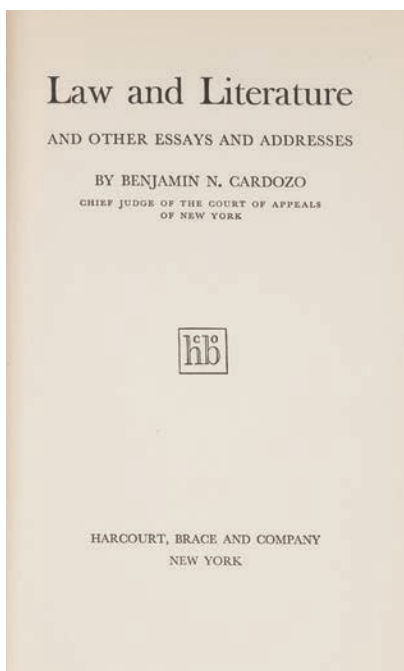 Law and Literature
AND OTHER ESSAYS AND ADDRESSES
BY BENJAMIN N. CARDOZO
CHIEF JUDGE OF THE COURT OF APPEALS
OF NEW YORK
hcbo
HARCOURT, BRACE AND COMPANY
NEW YORK